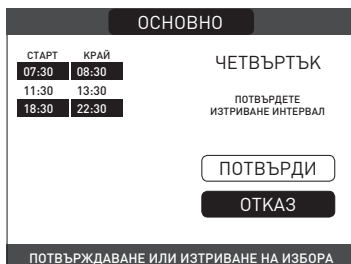 ОСНОВНО
СТАРТ КРАЙ
07:30 08:30
11:30 13:30
18:30 22:30
ЧЕТВЪРТЪК
ПОТВЪРДЕТЕ
ИЗТРИВАНЕ ИНТЕРВАЛ
ПОТВЪРДИ
ОТКАЗ
ПОТВЪРЖДАВАНЕ ИЛИ ИЗТРИВАНЕ НА ИЗБОРА